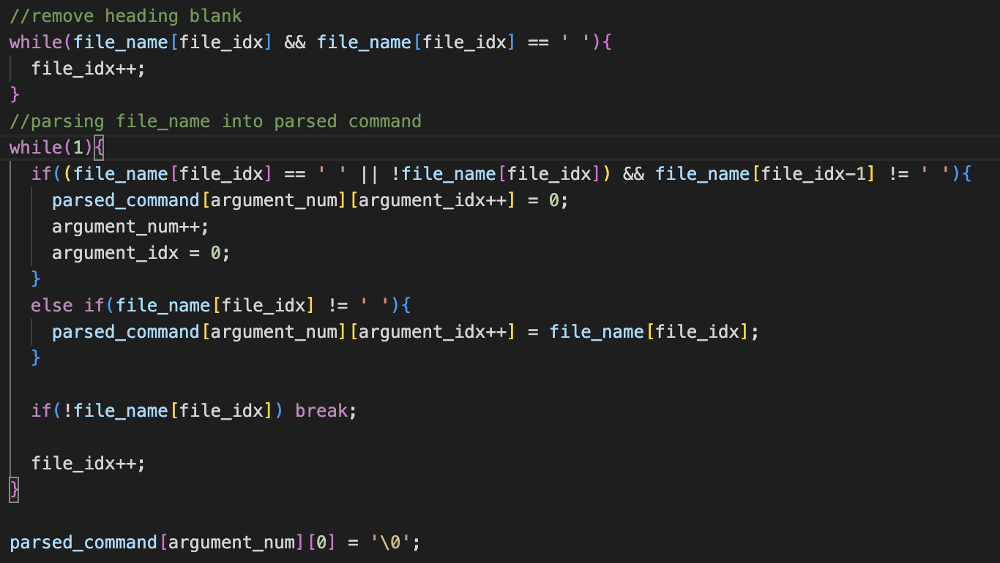 //remove heading blank
while(file_name[file_idx] && file_name[file_idx] == ' '){
  file_idx++;
}
//parsing file_name into parsed command
while(1){
  if((file_name[file_idx] == ' ' || !file_name[file_idx]) && file_name[file_idx-1] != ' '){
    parsed_command[argument_num][argument_idx++] = 0;
    argument_num++;
    argument_idx = 0;
  }
  else if(file_name[file_idx] != ' '){
    parsed_command[argument_num][argument_idx++] = file_name[file_idx];
  }

  if(!file_name[file_idx]) break;

  file_idx++;
}

parsed_command[argument_num][0] = '\0';